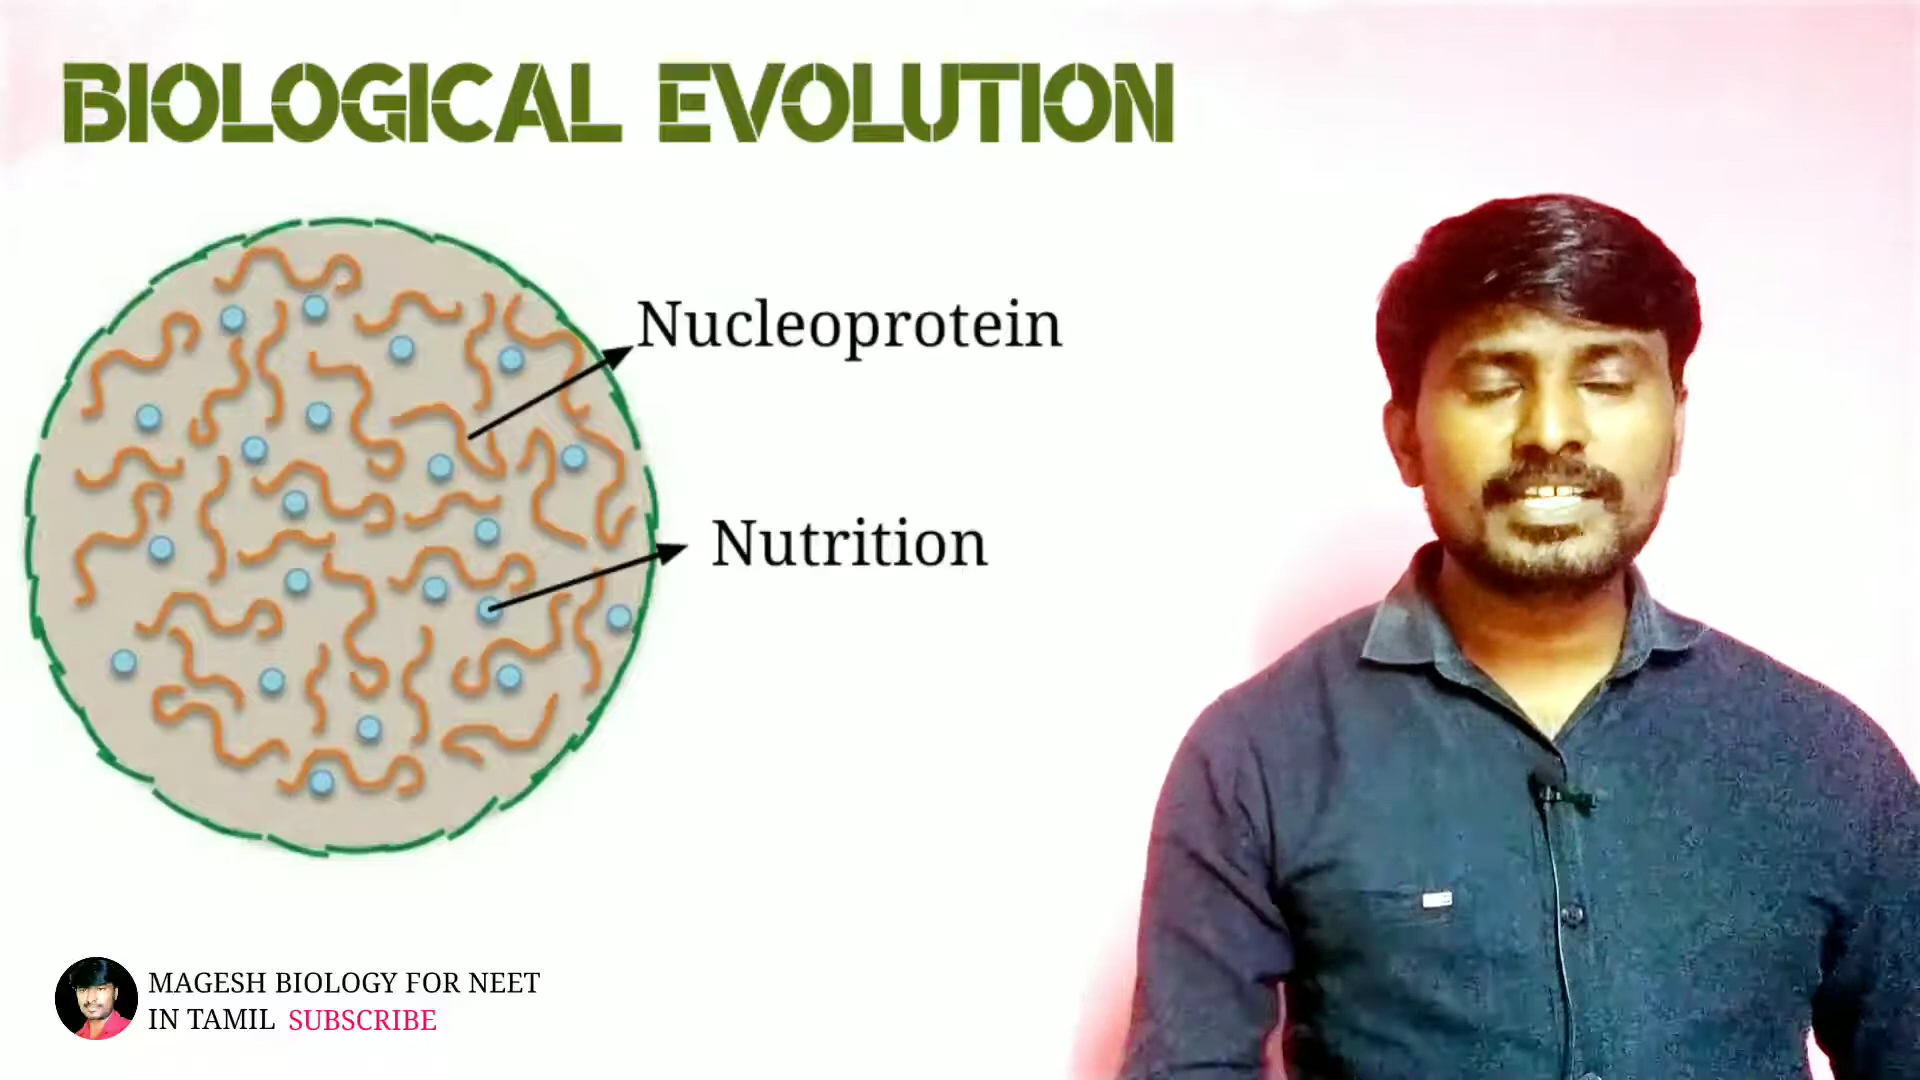 BIOLOGICAL EVOLUTION
Nucleoprotein
Nutrition
MAGESH BIOLOGY FOR NEET
IN TAMIL SUBSCRIBE